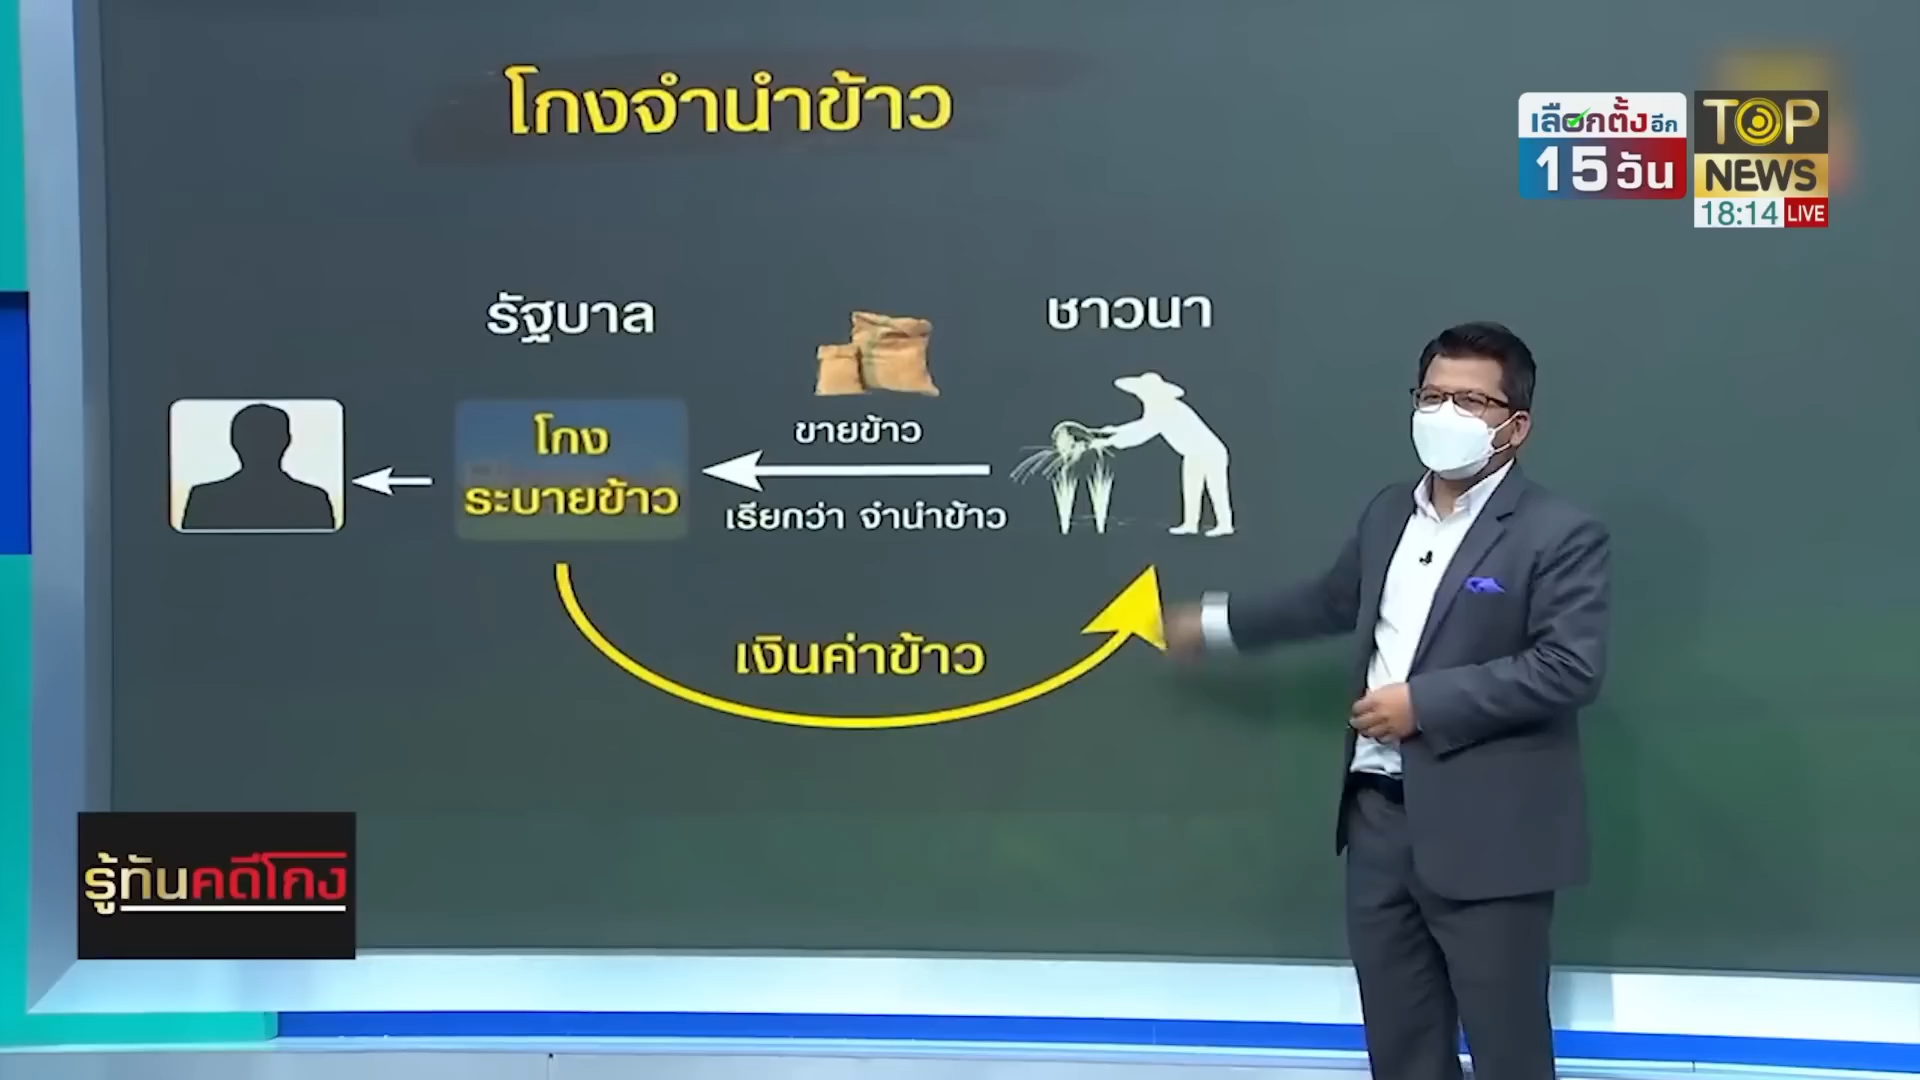 โกงจำนำข้าว
เลือกตั้งอีก
15 วัน
TOP
NEWS
18:14 LIVE
รัฐบาล
ชาวนา
โกง
ระบายข้าว
ขายข้าว
เรียกว่า จำนำข้าว
เงินค่าข้าว
รู้ทันคดีโกง